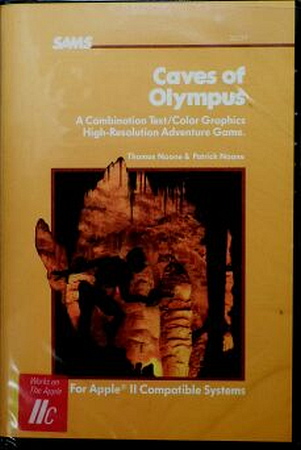 SAMS
Caves of
Olympus
A Combination Text/Color Graphics
High-Resolution Adventure Game.
Thomas Noone & Patrick Noone
For Apple® II Compatible Systems
Works on
The Apple
IIc